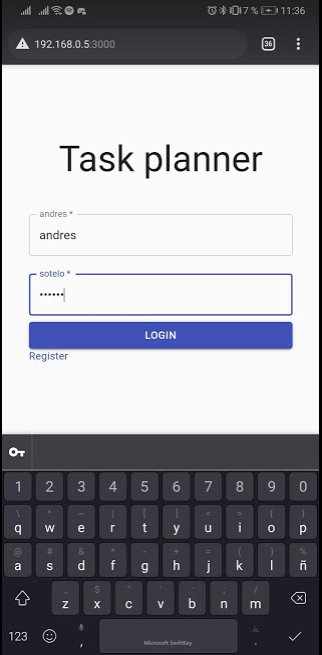 7 % 11:36
192.168.0.5:3000
36
Task planner
andres *
andres
sotelo *
••••••
LOGIN
Register
1 2 3 4 5 6 7 8 9 0
q w e r t y u i o p
a s d f g h j k l ñ
z x c v b n m
123 , Microsoft SwiftKey .